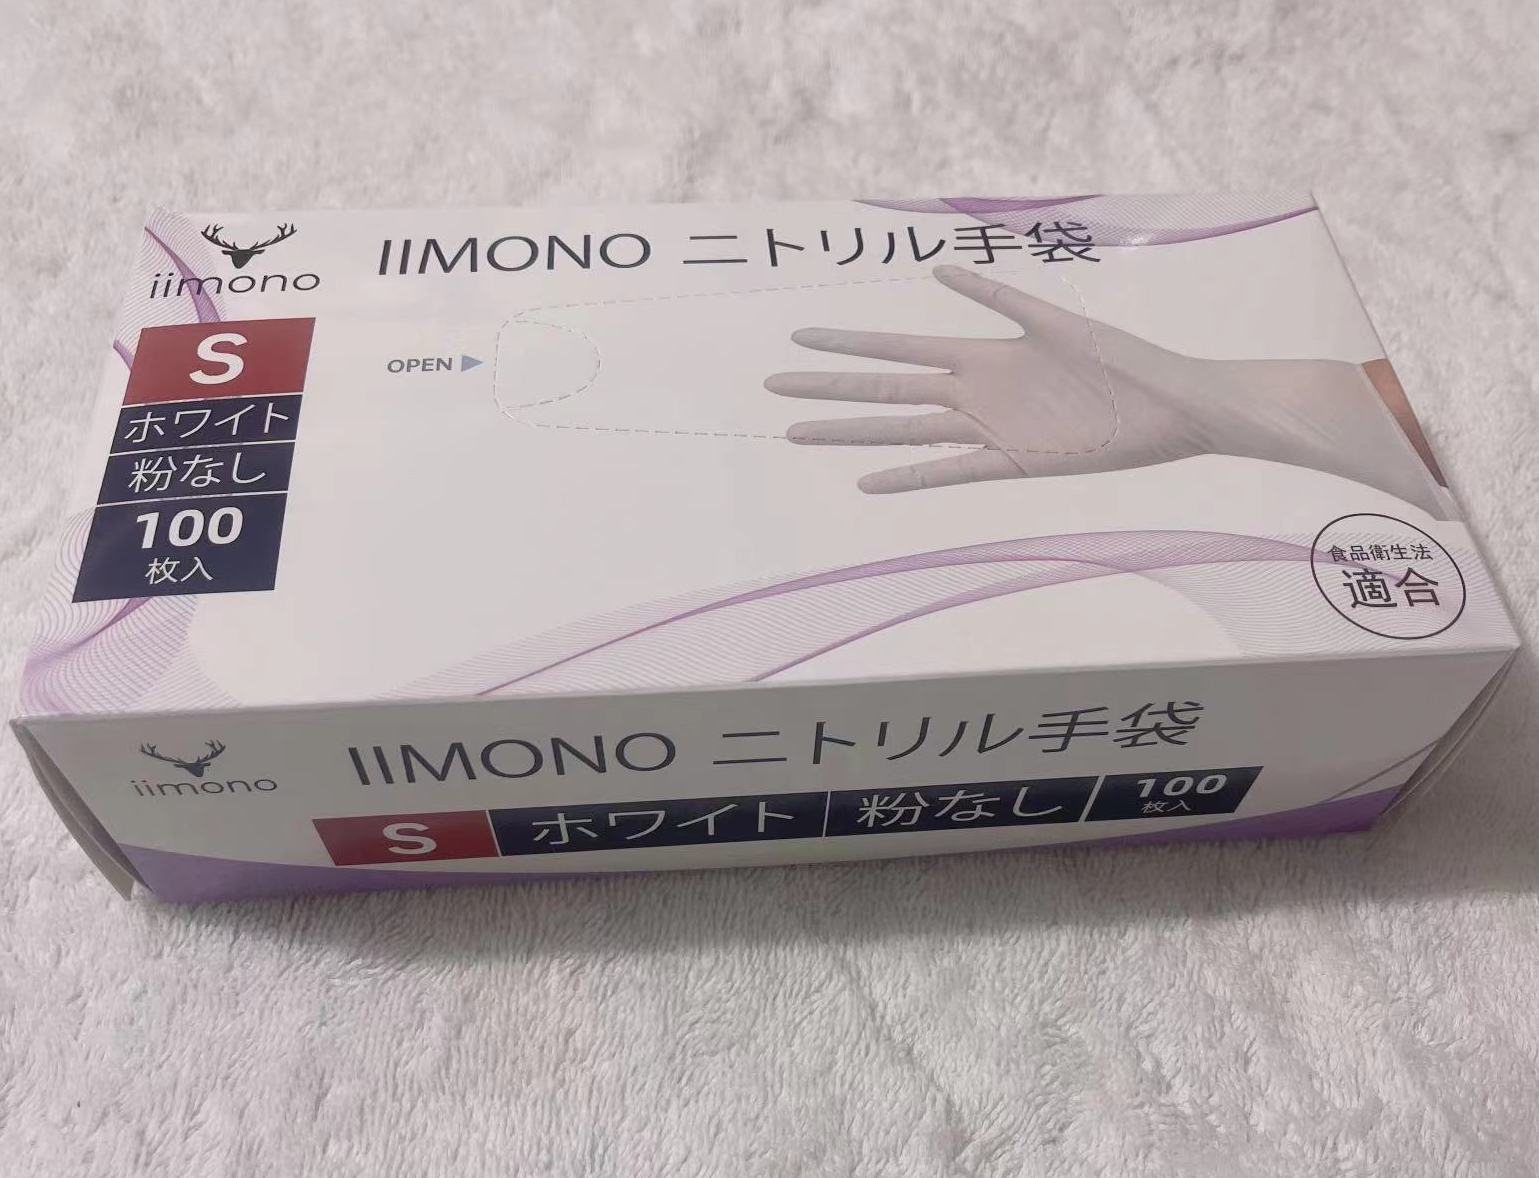 iimono
IIMONO ニトリル手袋
S
ホワイト
粉なし
100
枚入
OPEN
食品衛生法
適合
iimono
IIMONO ニトリル手袋
S ホワイト 粉なし 100
枚入